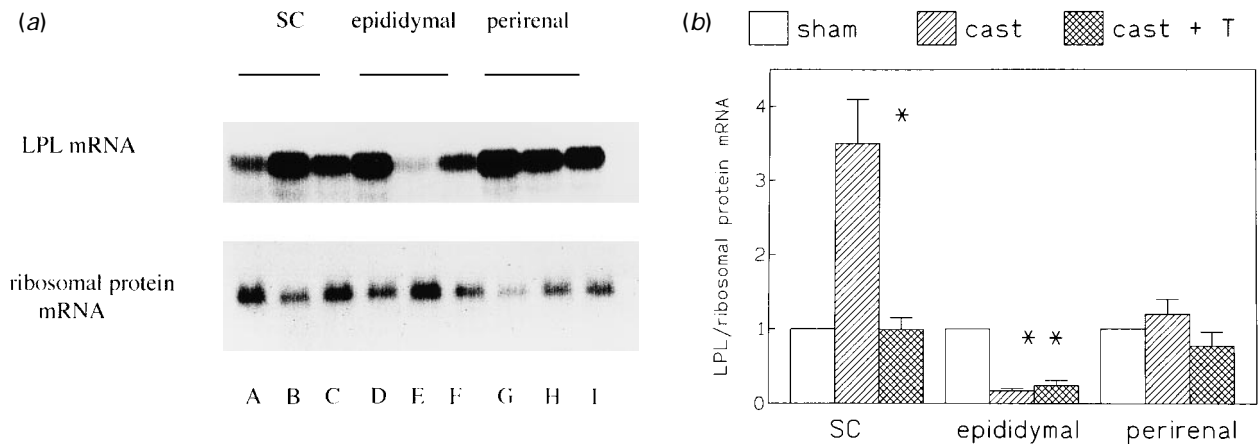 (a)
SC epididymal perirenal
LPL mRNA
ribosomal protein
mRNA
A B C D E F G H I
(b)
sham cast cast + T
LPL/ribosomal protein mRNA
4
3
2
1
0
*
* *
SC epididymal perirenal